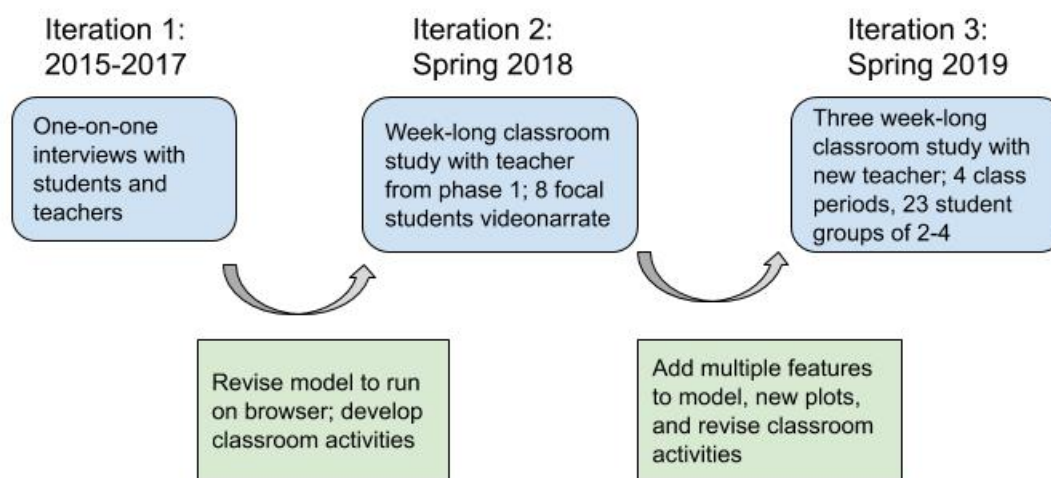 Iteration 1:
2015-2017
One-on-one
interviews with
students and
teachers
Iteration 2:
Spring 2018
Week-long classroom
study with teacher
from phase 1; 8 focal
students videonarrate
Iteration 3:
Spring 2019
Three week-long
classroom study with
new teacher; 4 class
periods, 23 student
groups of 2-4
Revise model to run
on browser; develop
classroom activities
Add multiple features
to model, new plots,
and revise classroom
activities